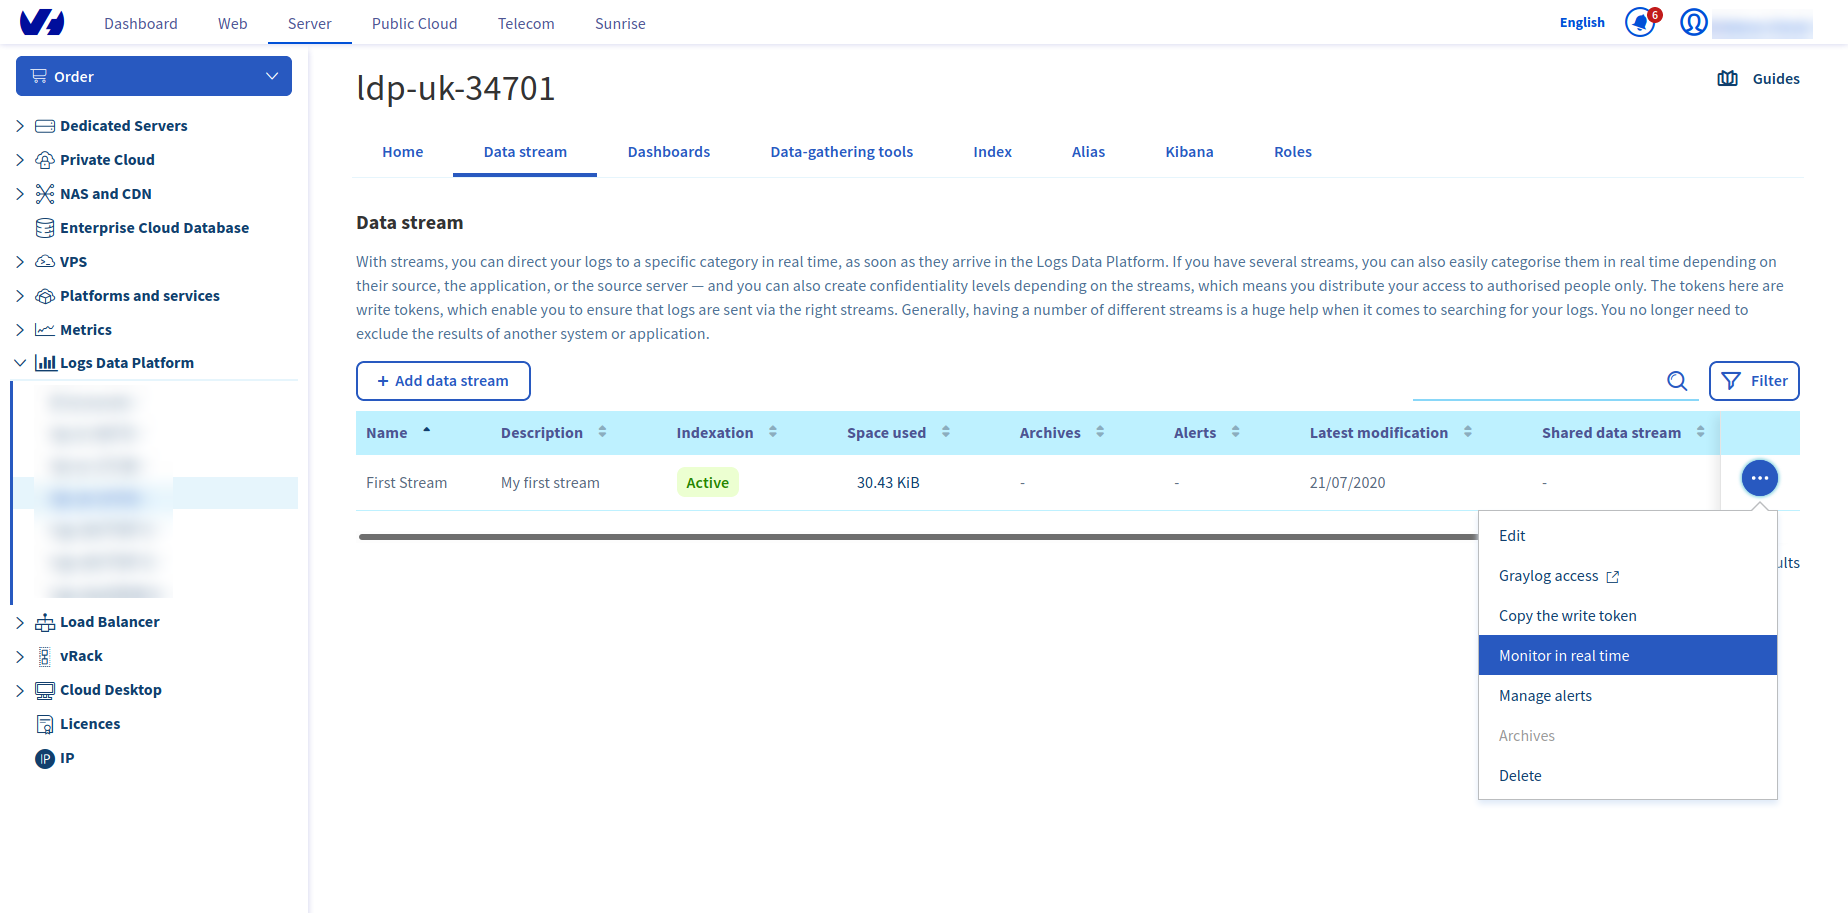 Dashboard Web Server Public Cloud Telecom Sunrise English 6
Order
ldp-uk-34701
Guides
Dedicated Servers
Private Cloud
NAS and CDN
Enterprise Cloud Database
VPS
Platforms and services
Metrics
Logs Data Platform
Load Balancer
vRack
Cloud Desktop
Licences
IP IP
Home Data stream Dashboards Data-gathering tools Index Alias Kibana Roles
Data stream
With streams, you can direct your logs to a specific category in real time, as soon as they arrive in the Logs Data Platform. If you have several streams, you can also easily categorise them in real time depending on
their source, the application, or the source server — and you can also create confidentiality levels depending on the streams, which means you distribute your access to authorised people only. The tokens here are
write tokens, which enable you to ensure that logs are sent via the right streams. Generally, having a number of different streams is a huge help when it comes to searching for your logs. You no longer need to
exclude the results of another system or application.
+ Add data stream
Filter
Name Description Indexation Space used Archives Alerts Latest modification Shared data stream
First Stream My first stream Active 30.43 KiB - - 21/07/2020 - ...
Edit
Graylog access
Copy the write token
Monitor in real time
Manage alerts
Archives
Delete